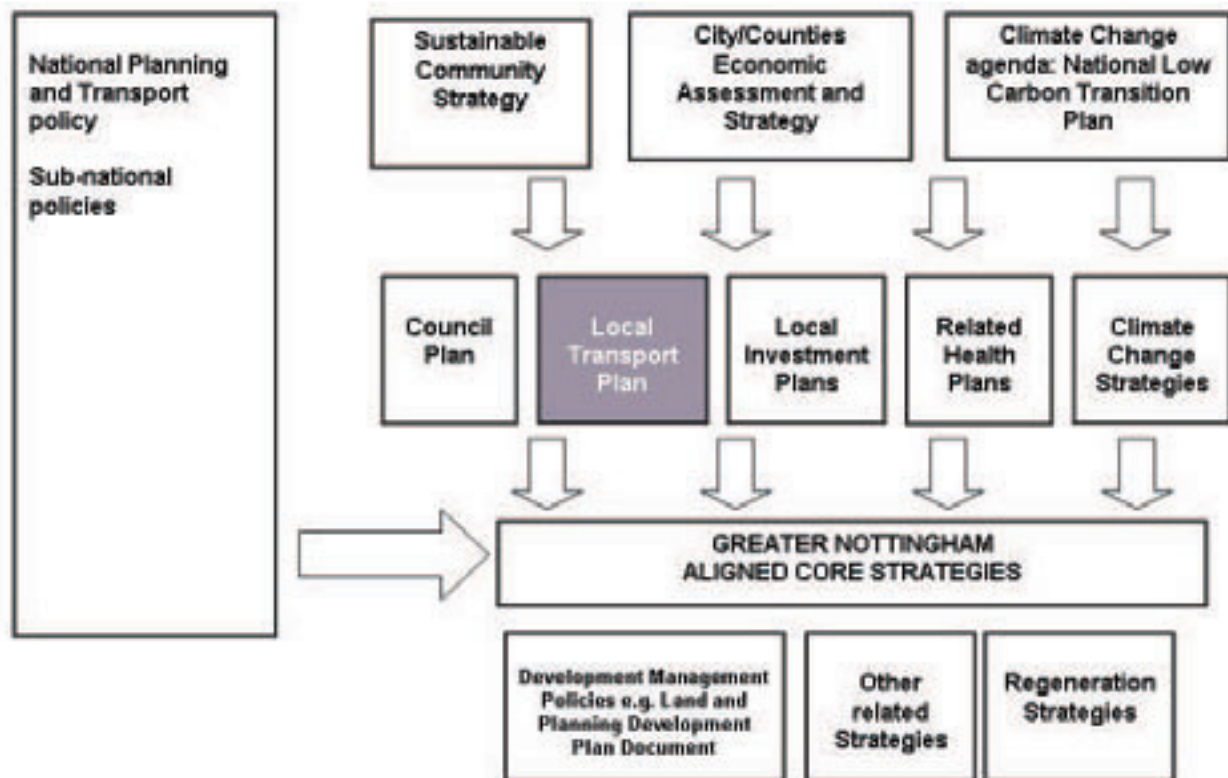 National Planning
and Transport
policy
Sub-national
policies
Sustainable
Community
Strategy
City/Counties
Economic
Assessment and
Strategy
Climate Change
agenda: National Low
Carbon Transition
Plan
Council
Plan
Local
Transport
Plan
Local
Investment
Plans
Related
Health
Plans
Climate
Change
Strategies
GREATER NOTTINGHAM
ALIGNED CORE STRATEGIES
Development Management
Policies e.g. Land and
Planning Development
Plan Document
Other
related
Strategies
Regeneration
Strategies